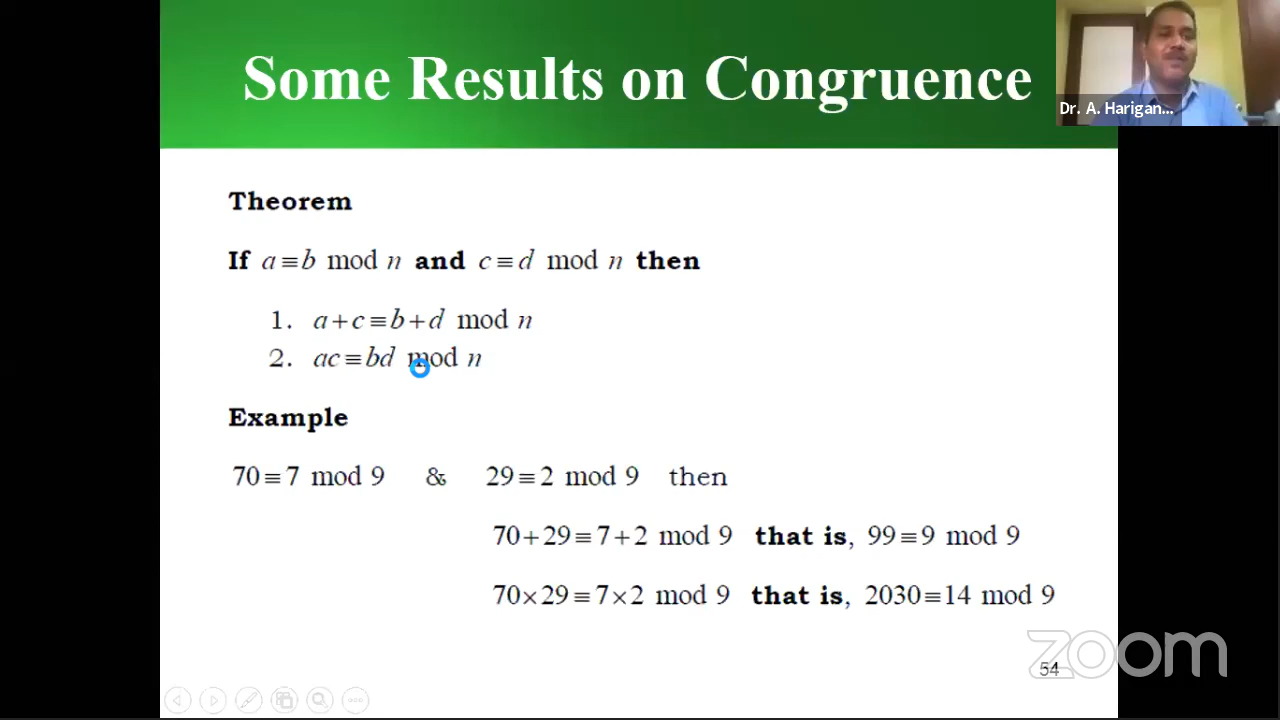 Some Results on Congruence
Dr. A. Harigan...
Theorem
If a ≡ b mod n and c ≡ d mod n then
1. a + c ≡ b + d mod n
2. ac ≡ bd mod n
Example
70 ≡ 7 mod 9 & 29 ≡ 2 mod 9 then
70 + 29 ≡ 7 + 2 mod 9 that is, 99 ≡ 9 mod 9
70 × 29 ≡ 7 × 2 mod 9 that is, 2030 ≡ 14 mod 9
zoom
54